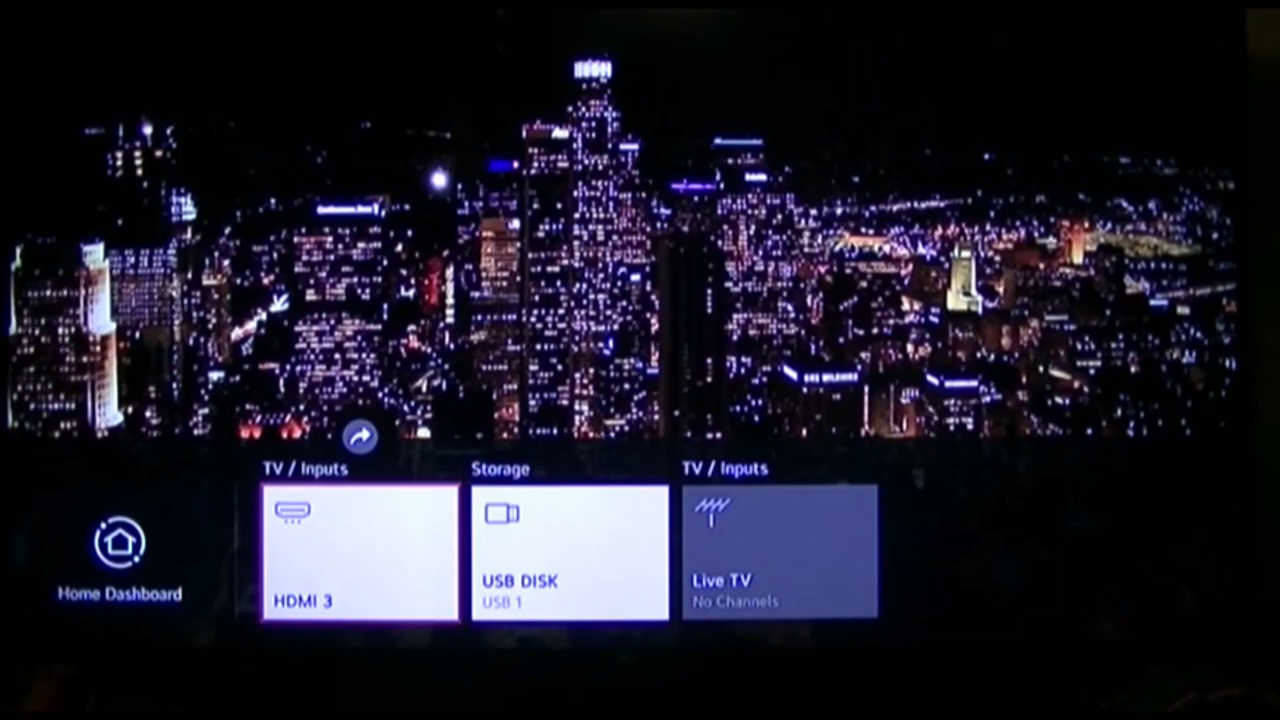 TV / Inputs
Storage
TV / Inputs
Home Dashboard
HDMI 3
USB DISK
USB 1
Live TV
No Channels